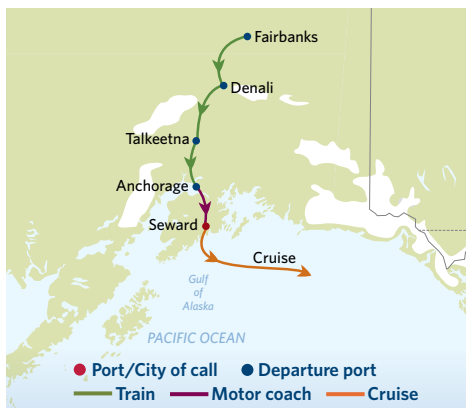 Fairbanks
Denali
Talkeetna
Anchorage
Seward
Cruise
Gulf
of
Alaska
PACIFIC OCEAN
Port/City of call
Departure port
Train
Motor coach
Cruise